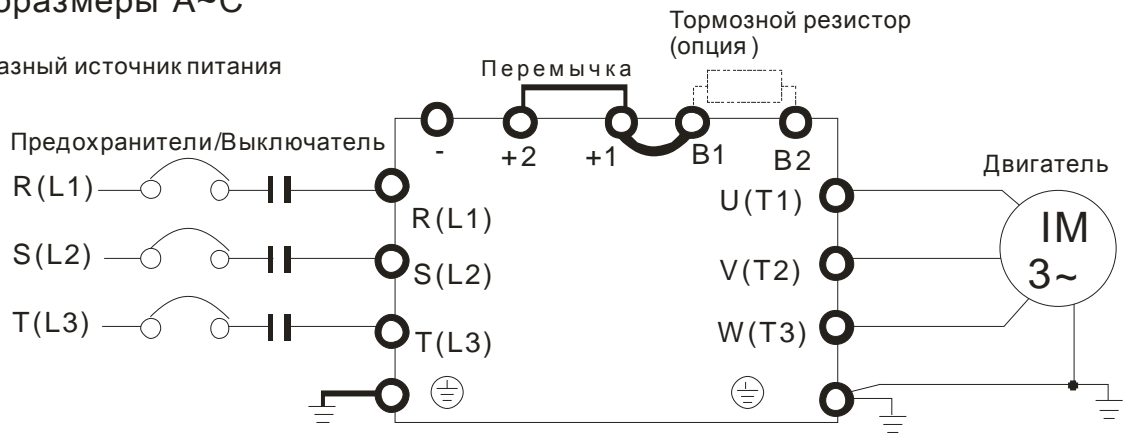 оразмеры A~C
азный источник питания
Тормозной резистор
(опция)
Перемычка
Предохранители/Выключатель
- +2 +1 B1 B2
Двигатель
R(L1) R(L1) U(T1)
IM
S(L2) S(L2) V(T2)
3~
T(L3) T(L3) W(T3)